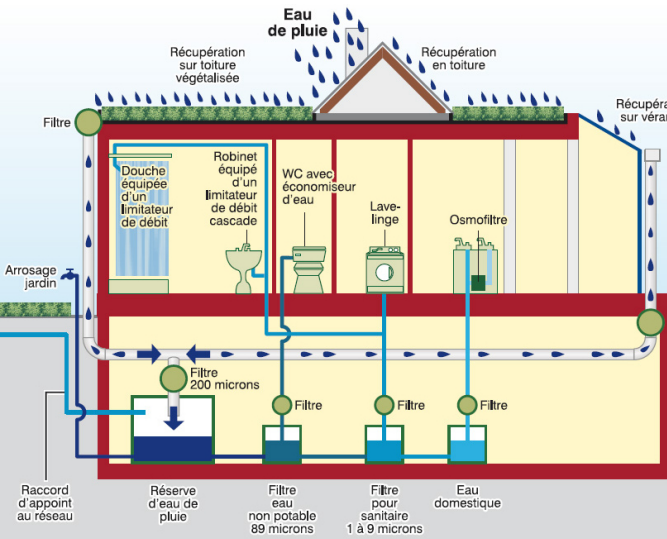 Eau
de pluie
Récupération
sur toiture
végétalisée
Récupération
en toiture
Récupéra
sur véran
Filtre
Douche
équipée
d'un
limitateur
de débit
Robinet
équipé
d'un
limitateur
de débit
cascade
WC avec
économiseur
d'eau
Lave-
linge
Osmofiltre
Arrosage
jardin
Filtre
200 microns
Filtre
Filtre
Filtre
Raccord
d'appoint
au réseau
Réserve
d'eau de
pluie
Filtre
eau
non potable
89 microns
Filtre
pour
sanitaire
1 à 9 microns
Eau
domestique